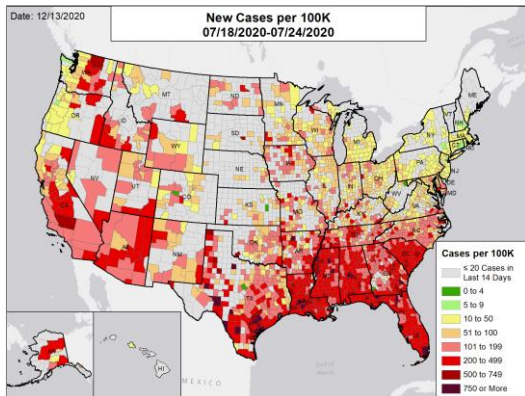 Date: 12/13/2020
New Cases per 100K
07/18/2020-07/24/2020
WA
MT
ND
MN
ME
OR
ID
SD
WI
MI
VT
NH
NY
MA
CT
WY
IA
PA
NJ
NE
NV
UT
CO
IL
IN
OH
DE
MD
WV
VA
CA
KS
MO
KY
NC
TN
AZ
NM
OK
AR
SC
MS
AL
GA
TX
LA
FL
AK
HI
MEXICO
Cases per 100K
≤ 20 Cases in
Last 14 Days
0 to 4
5 to 9
10 to 50
51 to 100
101 to 199
200 to 499
500 to 749
750 or More